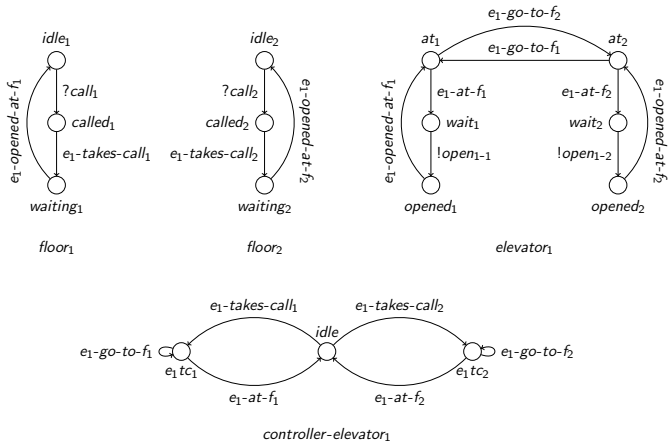 idle₁
?call₁
called₁
e₁-takes-call₁
waiting₁
e₁-opened-at-f₁
floor₁
idle₂
?call₂
called₂
e₁-takes-call₂
waiting₂
e₁-opened-at-f₂
floor₂
e₁-go-to-f₂
at₁
at₂
e₁-go-to-f₁
e₁-at-f₁
e₁-at-f₂
wait₁
wait₂
!open₁₋₁
!open₁₋₂
opened₁
opened₂
e₁-opened-at-f₁
e₁-opened-at-f₂
elevator₁
e₁-takes-call₁
e₁-takes-call₂
idle
e₁-go-to-f₁
e₁-go-to-f₂
e₁tc₁
e₁tc₂
e₁-at-f₁
e₁-at-f₂
controller-elevator₁